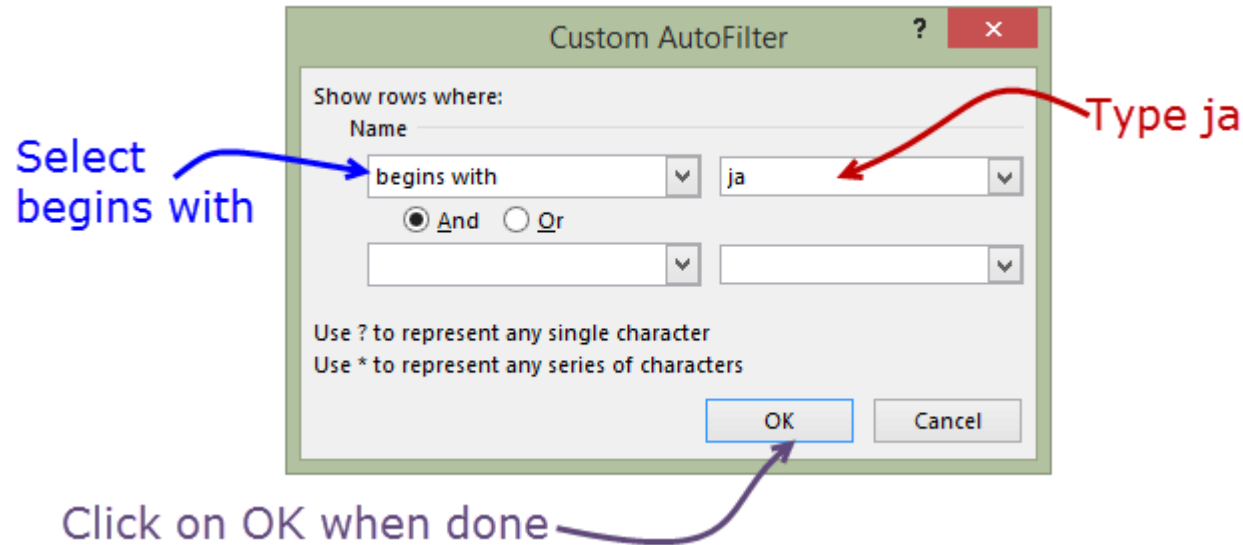 Custom AutoFilter ?
Show rows where:
Name
Select
begins with
begins with
ja
Type ja
And Or
Use ? to represent any single character
Use * to represent any series of characters
OK Cancel
Click on OK when done